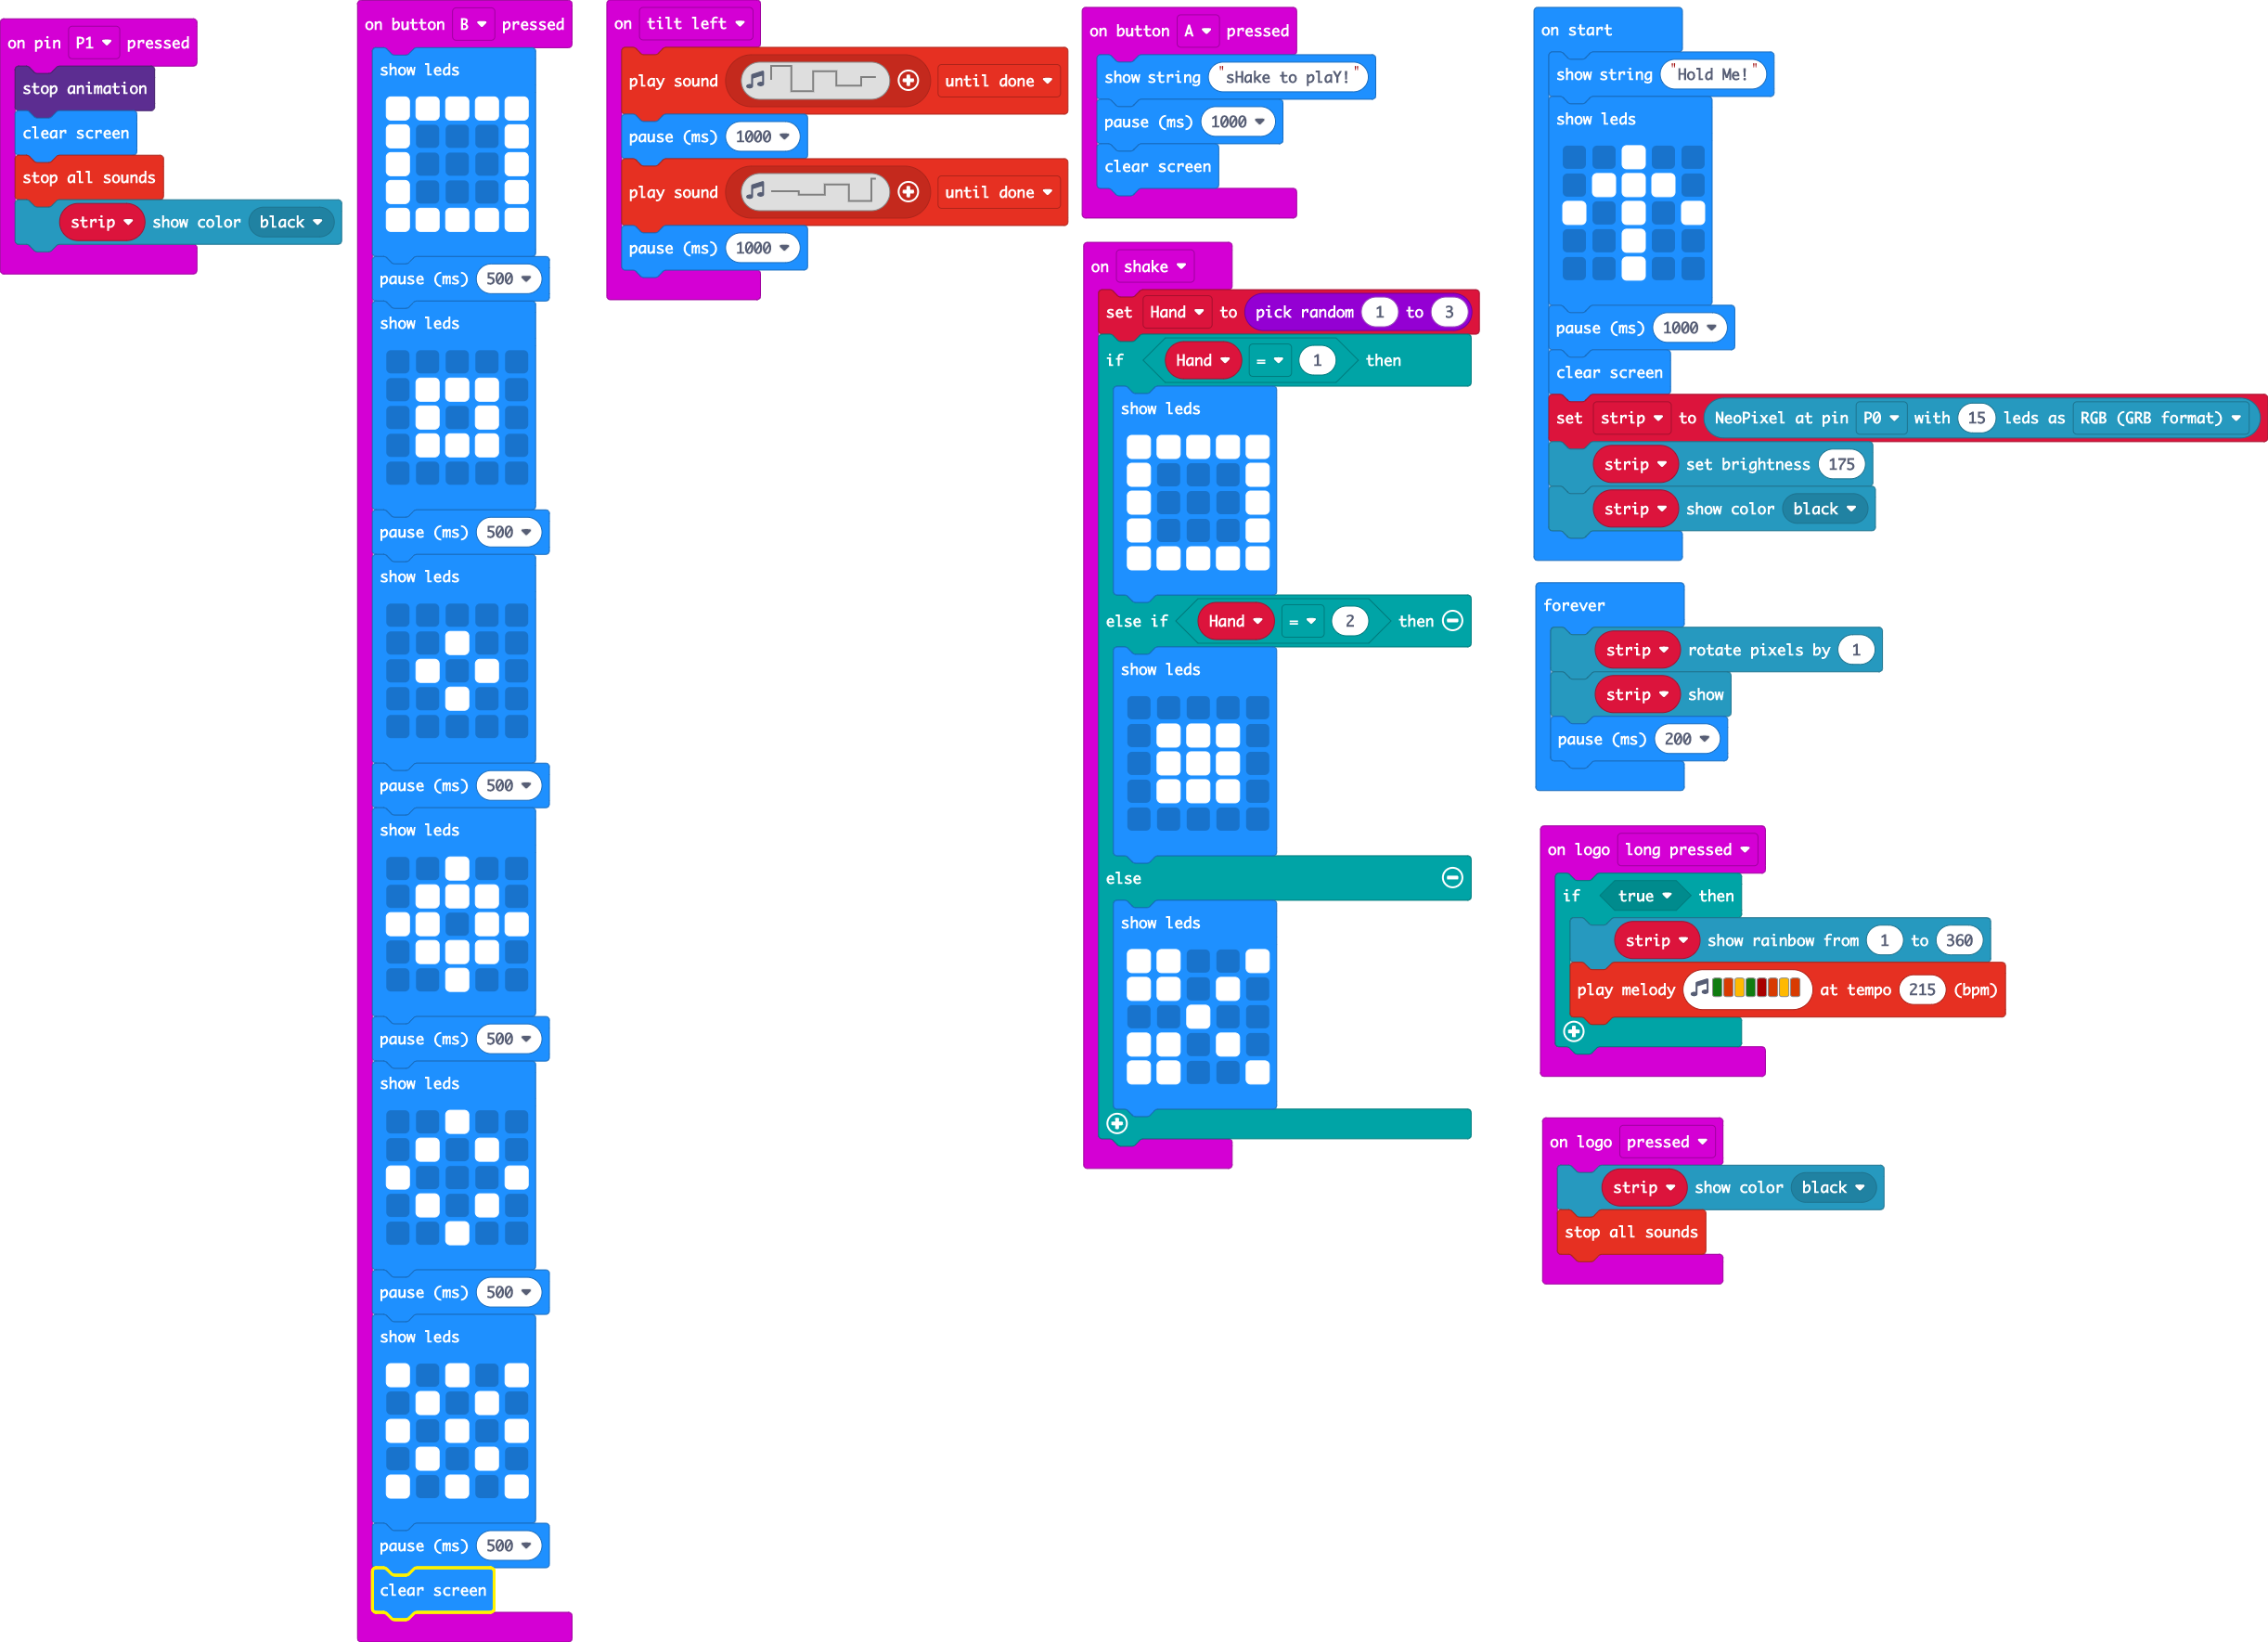 on pin P1 pressed
stop animation
clear screen
stop all sounds
strip show color black
on button B pressed
show leds
pause (ms) 500
show leds
pause (ms) 500
show leds
pause (ms) 500
show leds
pause (ms) 500
show leds
pause (ms) 500
show leds
pause (ms) 500
clear screen
on tilt left
play sound until done
pause (ms) 1000
play sound until done
pause (ms) 1000
on button A pressed
show string "sHake to plaY!"
pause (ms) 1000
clear screen
on shake
set Hand to pick random 1 to 3
if Hand = 1 then
show leds
else if Hand = 2 then
show leds
else
show leds
on start
show string "Hold Me!"
show leds
pause (ms) 1000
clear screen
set strip to NeoPixel at pin P0 with 15 leds as RGB (GRB format)
strip set brightness 175
strip show color black
forever
strip rotate pixels by 1
strip show
pause (ms) 200
on logo long pressed
if true then
strip show rainbow from 1 to 360
play melody at tempo 215 (bpm)
on logo pressed
strip show color black
stop all sounds